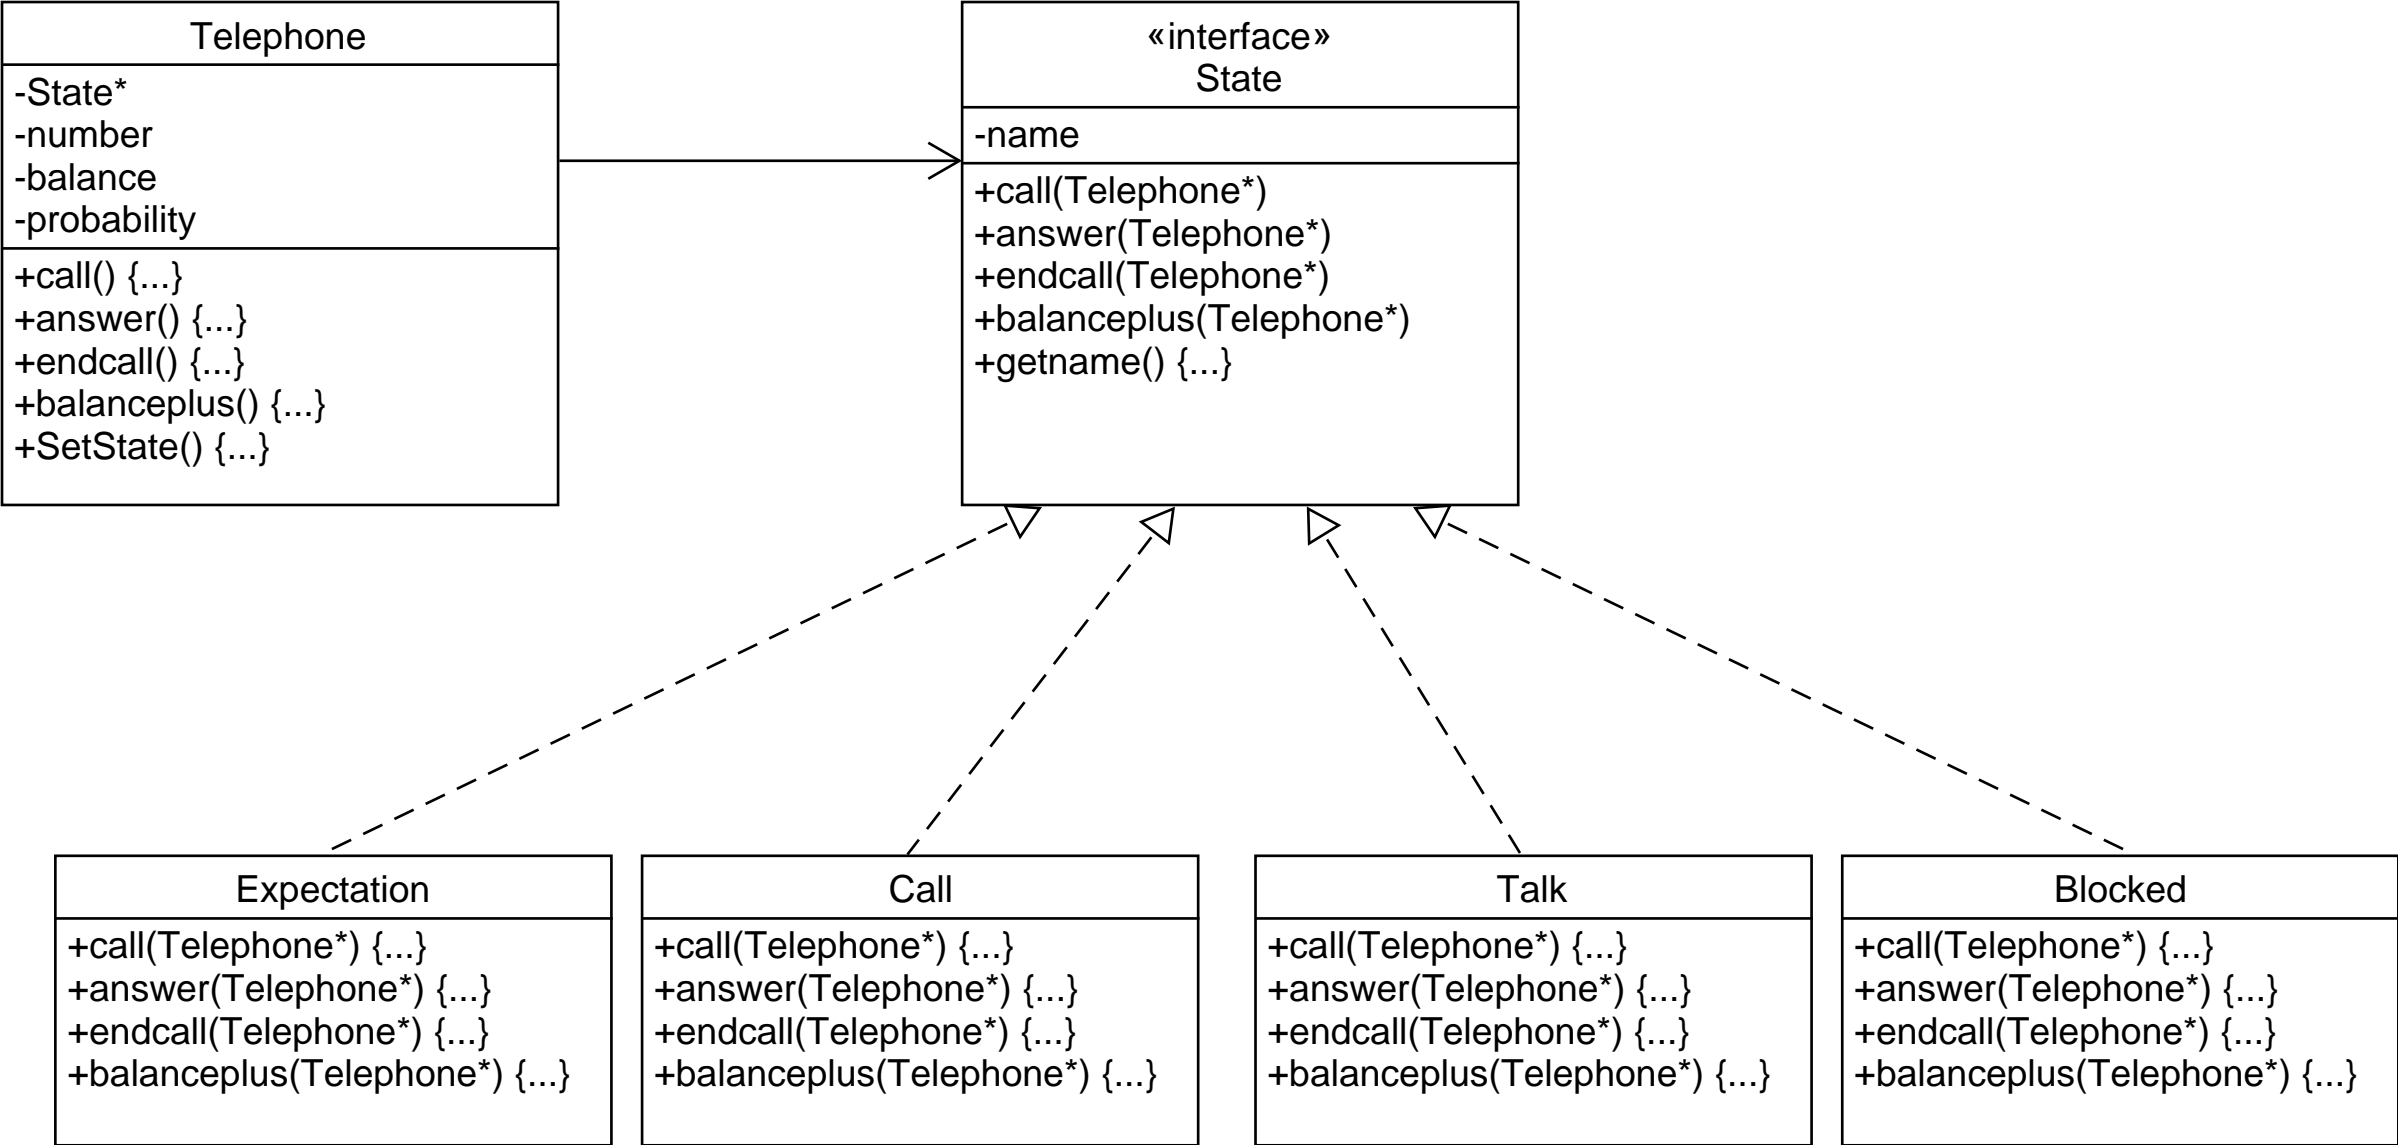 Telephone
-State*
-number
-balance
-probability
+call() {...}
+answer() {...}
+endcall() {...}
+balanceplus() {...}
+SetState() {...}
«interface»
State
-name
+call(Telephone*)
+answer(Telephone*)
+endcall(Telephone*)
+balanceplus(Telephone*)
+getname() {...}
Expectation
+call(Telephone*) {...}
+answer(Telephone*) {...}
+endcall(Telephone*) {...}
+balanceplus(Telephone*) {...}
Call
+call(Telephone*) {...}
+answer(Telephone*) {...}
+endcall(Telephone*) {...}
+balanceplus(Telephone*) {...}
Talk
+call(Telephone*) {...}
+answer(Telephone*) {...}
+endcall(Telephone*) {...}
+balanceplus(Telephone*) {...}
Blocked
+call(Telephone*) {...}
+answer(Telephone*) {...}
+endcall(Telephone*) {...}
+balanceplus(Telephone*) {...}